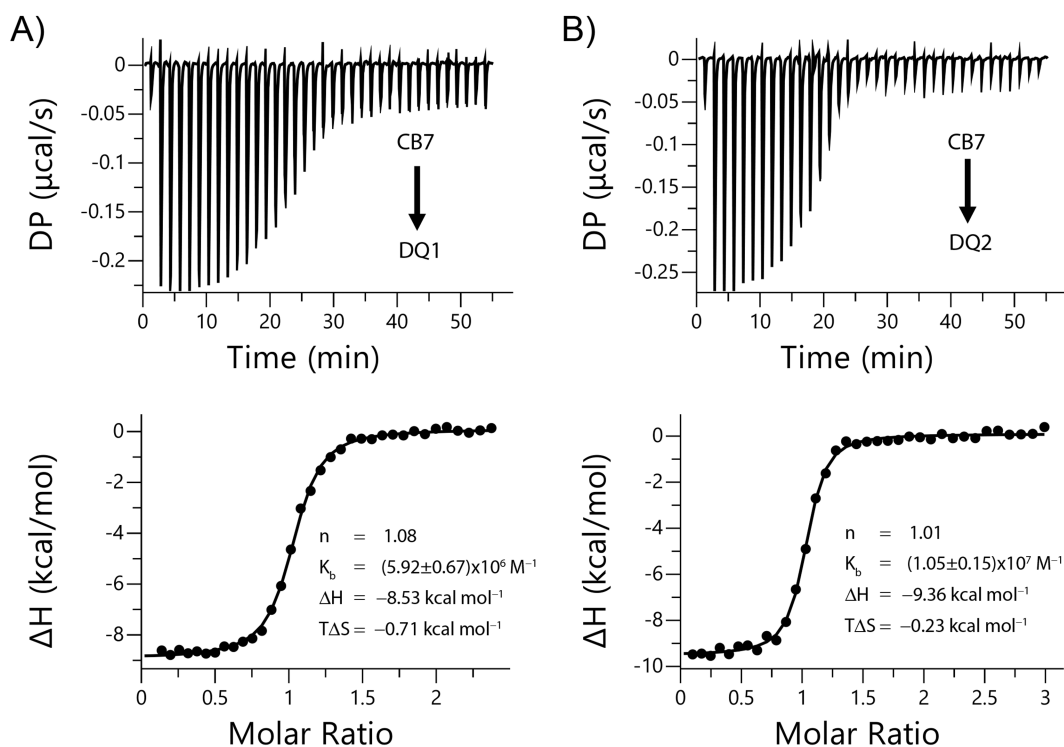 A)
DP (μcal/s)
0
-0.05
-0.1
-0.15
-0.2
CB7
DQ1
0 10 20 30 40 50
Time (min)
ΔH (kcal/mol)
0
-2
-4
-6
-8
n = 1.08
K_b = (5.92±0.67)x10⁶ M⁻¹
ΔH = −8.53 kcal mol⁻¹
TΔS = −0.71 kcal mol⁻¹
0 0.5 1 1.5 2
Molar Ratio
B)
DP (μcal/s)
0
-0.05
-0.1
-0.15
-0.2
-0.25
CB7
DQ2
0 10 20 30 40 50
Time (min)
ΔH (kcal/mol)
0
-2
-4
-6
-8
-10
n = 1.01
K_b = (1.05±0.15)x10⁷ M⁻¹
ΔH = −9.36 kcal mol⁻¹
TΔS = −0.23 kcal mol⁻¹
0 0.5 1 1.5 2 2.5 3
Molar Ratio